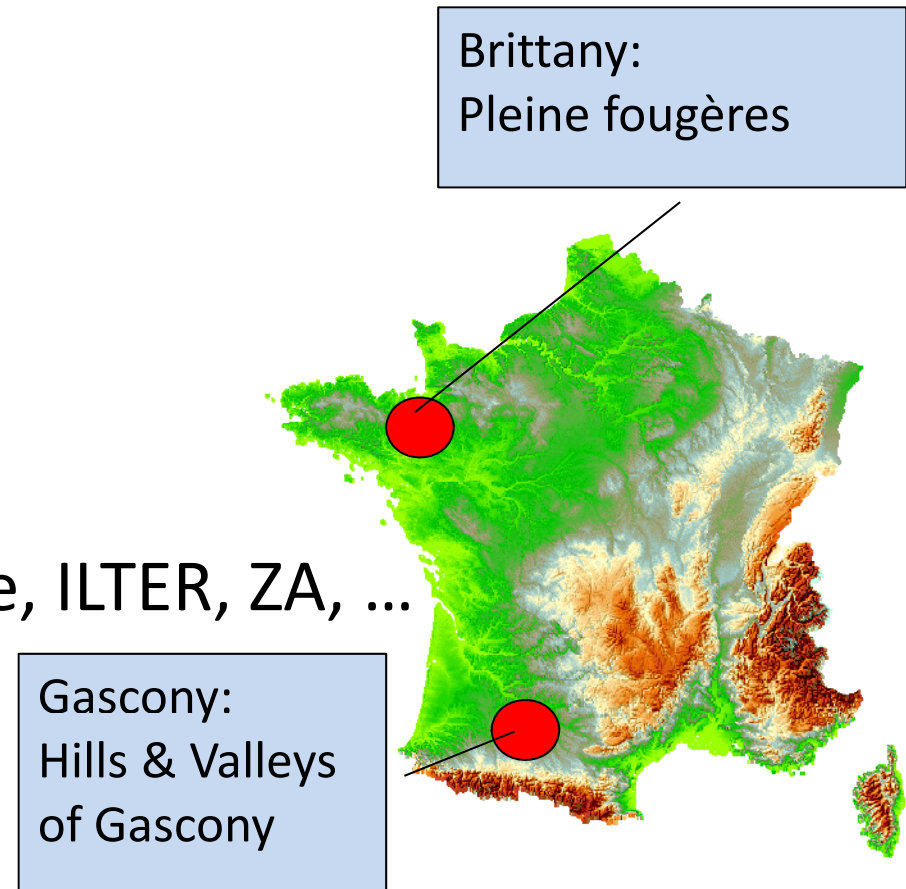 Brittany:
Pleine fougères
e, ILTER, ZA, ...
Gascony:
Hills & Valleys
of Gascony